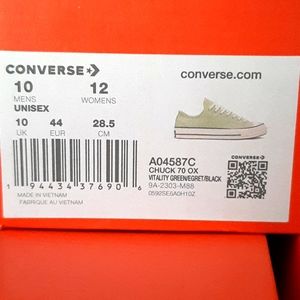 CONVERSE
converse.com
10 12
MENS WOMENS
UNISEX
10 44 28.5
UK EUR CM
A04587C
CHUCK 70 OX
VITALITY GREEN/EGRET/BLACK
9A-2303-M88
1 94434 37690 6
MADE IN VIETNAM
FABRIQUE AU VIETNAM